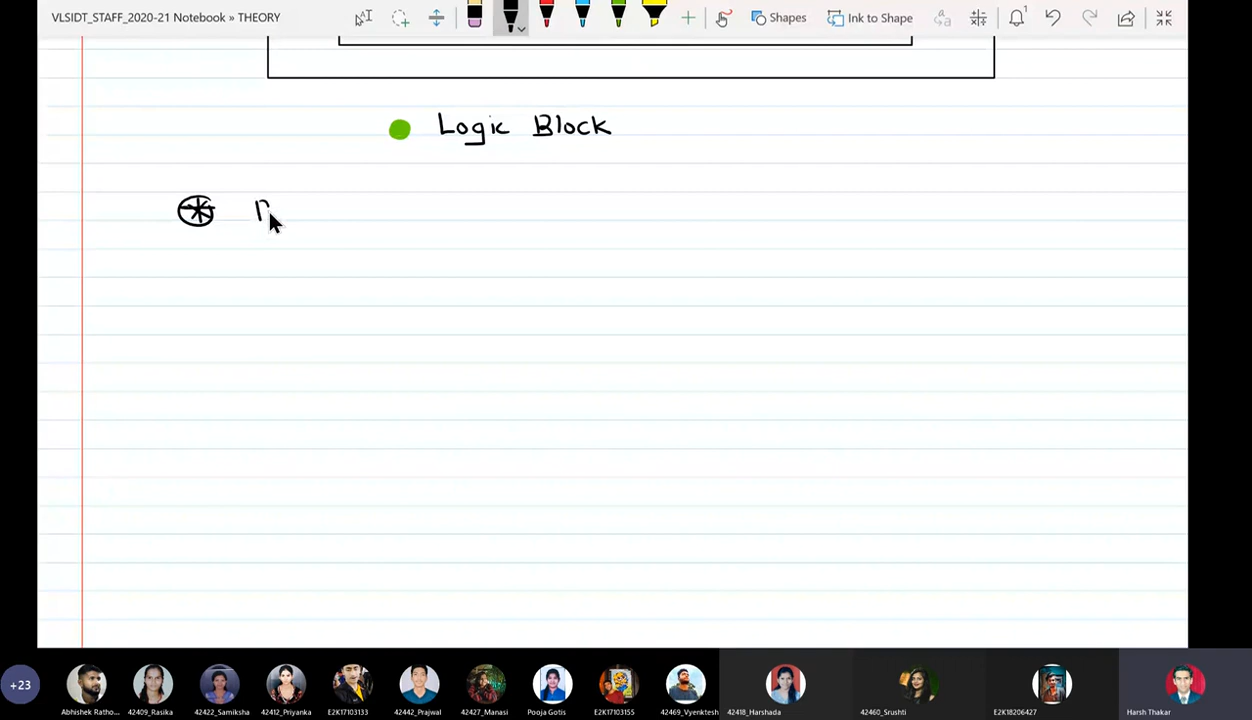 VLSIDT_STAFF_2020-21 Notebook » THEORY
Shapes
Ink to Shape
Logic Block
+23
Abhishek Ratho...
42409_Rasika
42422_Samiksha
42412_Priyanka
E2K17103133
42442_Prajwal
42427_Manasi
Pooja Gotis
E2K17103155
42469_Vyenktesh
42418_Harshada
42460_Srushti
E2K18206427
Harsh Thakar